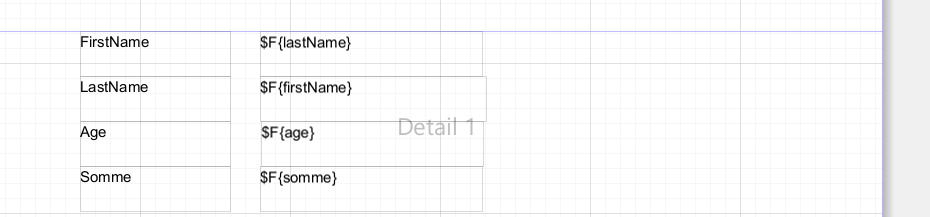 FirstName $F{lastName}
LastName $F{firstName}
Detail 1
Age $F{age}
Somme $F{somme}